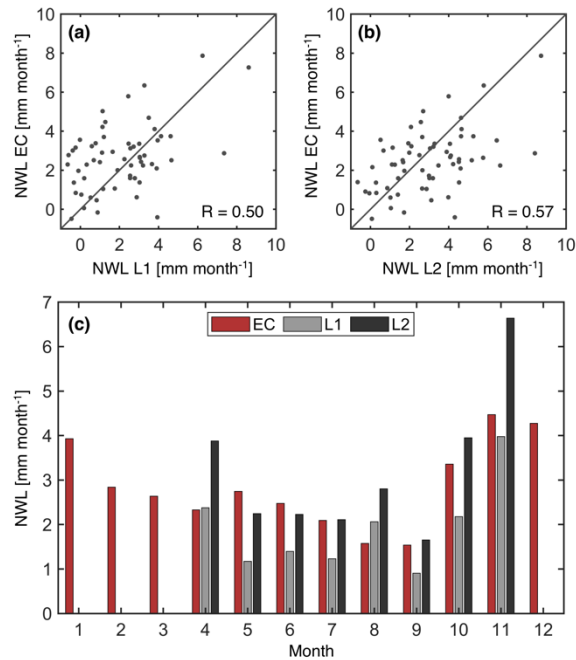 (a)
(b)
10
8
6
4
2
0
NWL EC [mm month⁻¹]
R = 0.50
0 2 4 6 8 10
NWL L1 [mm month⁻¹]
10
8
6
4
2
0
NWL EC [mm month⁻¹]
R = 0.57
0 2 4 6 8 10
NWL L2 [mm month⁻¹]
(c)
EC L1 L2
7
6
5
4
3
2
1
0
NWL [mm month⁻¹]
1 2 3 4 5 6 7 8 9 10 11 12
Month